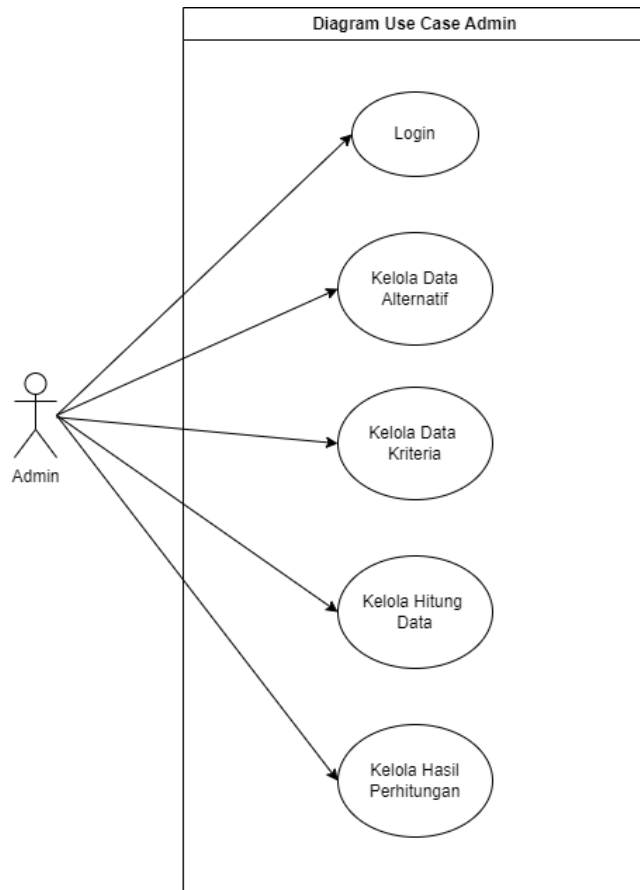 Diagram Use Case Admin
Login
Kelola Data
Alternatif
Kelola Data
Kriteria
Admin
Kelola Hitung
Data
Kelola Hasil
Perhitungan